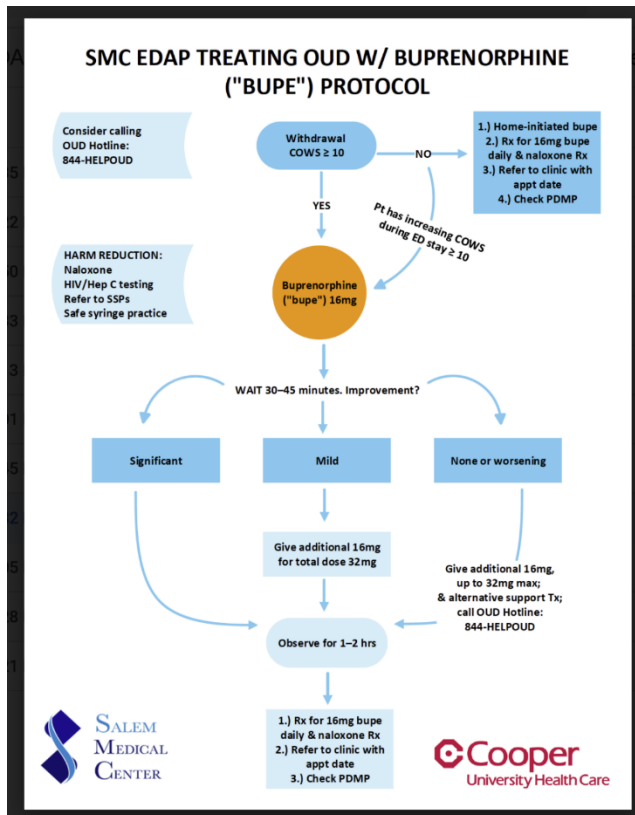 SMC EDAP TREATING OUD W/ BUPRENORPHINE
("BUPE") PROTOCOL
Consider calling
OUD Hotline:
844-HELPOUD
Withdrawal
COWS ≥ 10
NO
1.) Home-initiated bupe
2.) Rx for 16mg bupe
daily & naloxone Rx
3.) Refer to clinic with
appt date
4.) Check PDMP
YES
Pt has increasing COWS
during ED stay ≥ 10
HARM REDUCTION:
Naloxone
HIV/Hep C testing
Refer to SSPs
Safe syringe practice
Buprenorphine
("bupe") 16mg
WAIT 30–45 minutes. Improvement?
Significant
Mild
None or worsening
Give additional 16mg
for total dose 32mg
Give additional 16mg,
up to 32mg max;
& alternative support Tx;
call OUD Hotline:
844-HELPOUD
Observe for 1–2 hrs
1.) Rx for 16mg bupe
daily & naloxone Rx
2.) Refer to clinic with
appt date
3.) Check PDMP
SALEM
MEDICAL
CENTER
Cooper
University Health Care